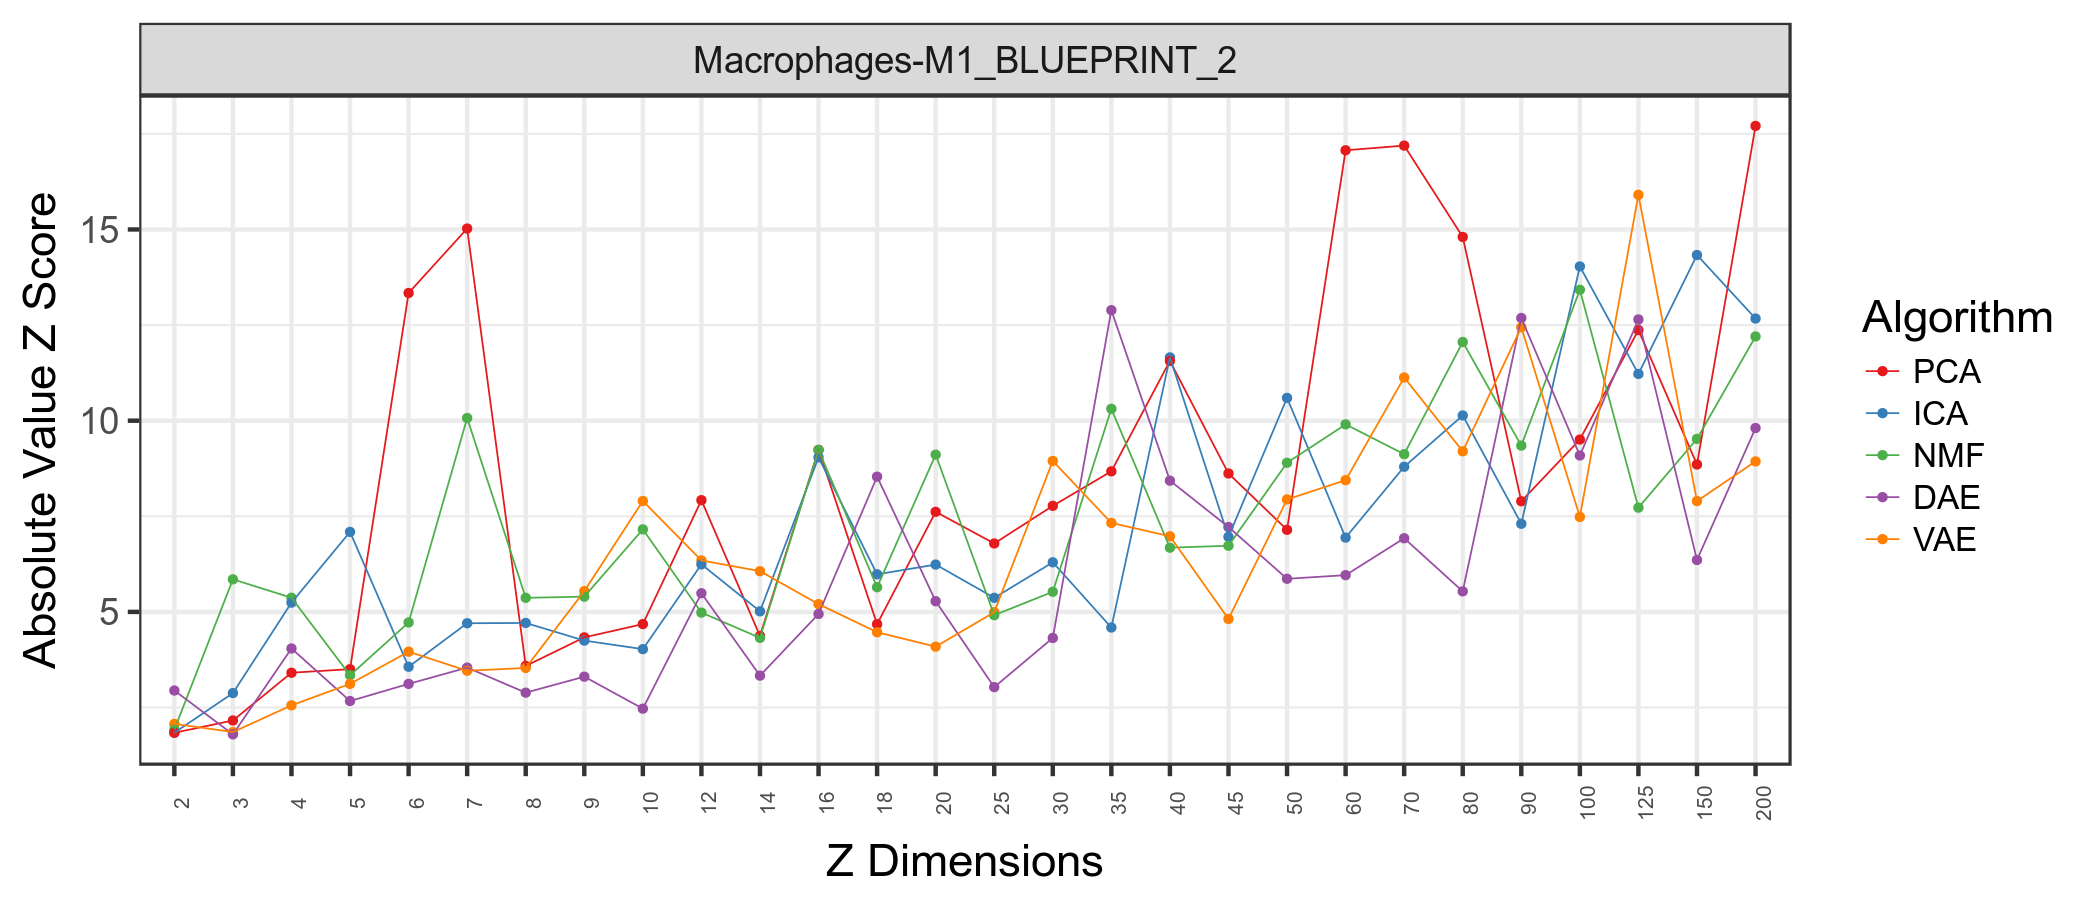 Macrophages-M1_BLUEPRINT_2
Absolute Value Z Score
15
10
5
2 3 4 5 6 7 8 9 10 12 14 16 18 20 25 30 35 40 45 50 60 70 80 90 100 125 150 200
Z Dimensions
Algorithm
PCA
ICA
NMF
DAE
VAE